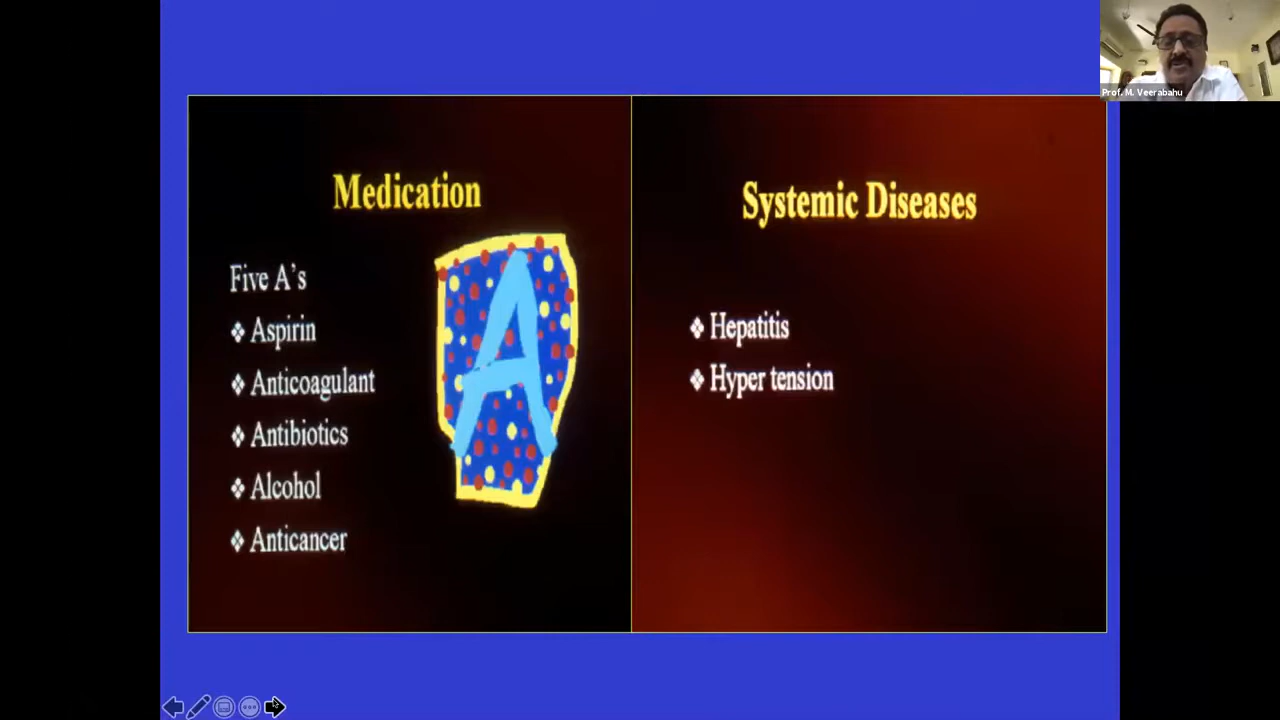 Prof. M. Veerabahu
Medication
Five A's
❖ Aspirin
❖ Anticoagulant
❖ Antibiotics
❖ Alcohol
❖ Anticancer
A
Systemic Diseases
❖ Hepatitis
❖ Hyper tension